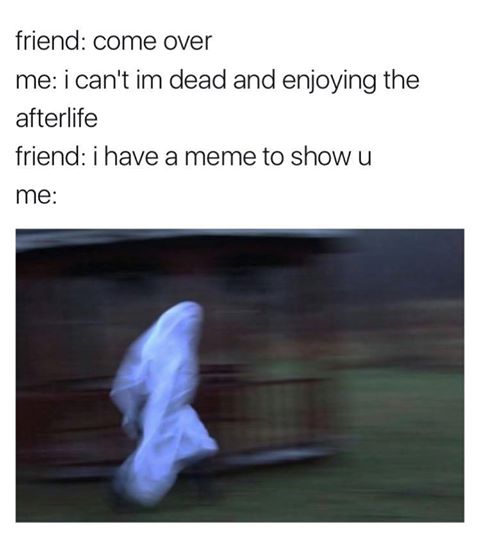 friend: come over
me: i can't im dead and enjoying the
afterlife
friend: i have a meme to show u
me: